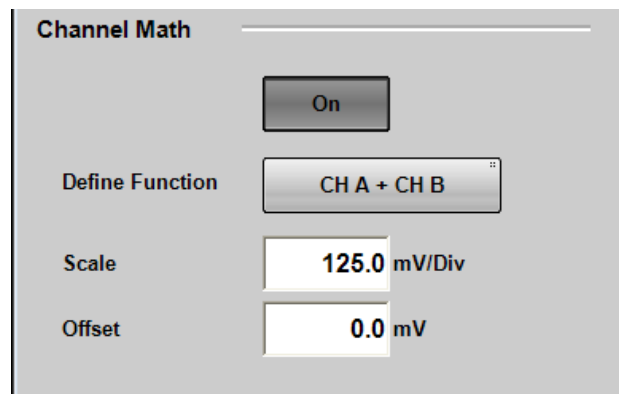 Channel Math
On
Define Function CH A + CH B
Scale 125.0 mV/Div
Offset 0.0 mV